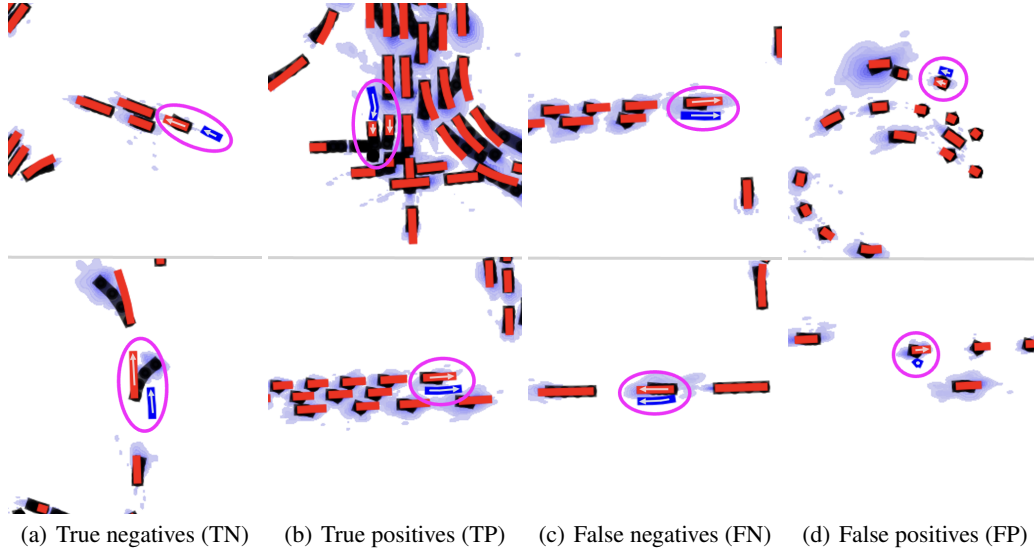 (a) True negatives (TN) (b) True positives (TP) (c) False negatives (FN) (d) False positives (FP)